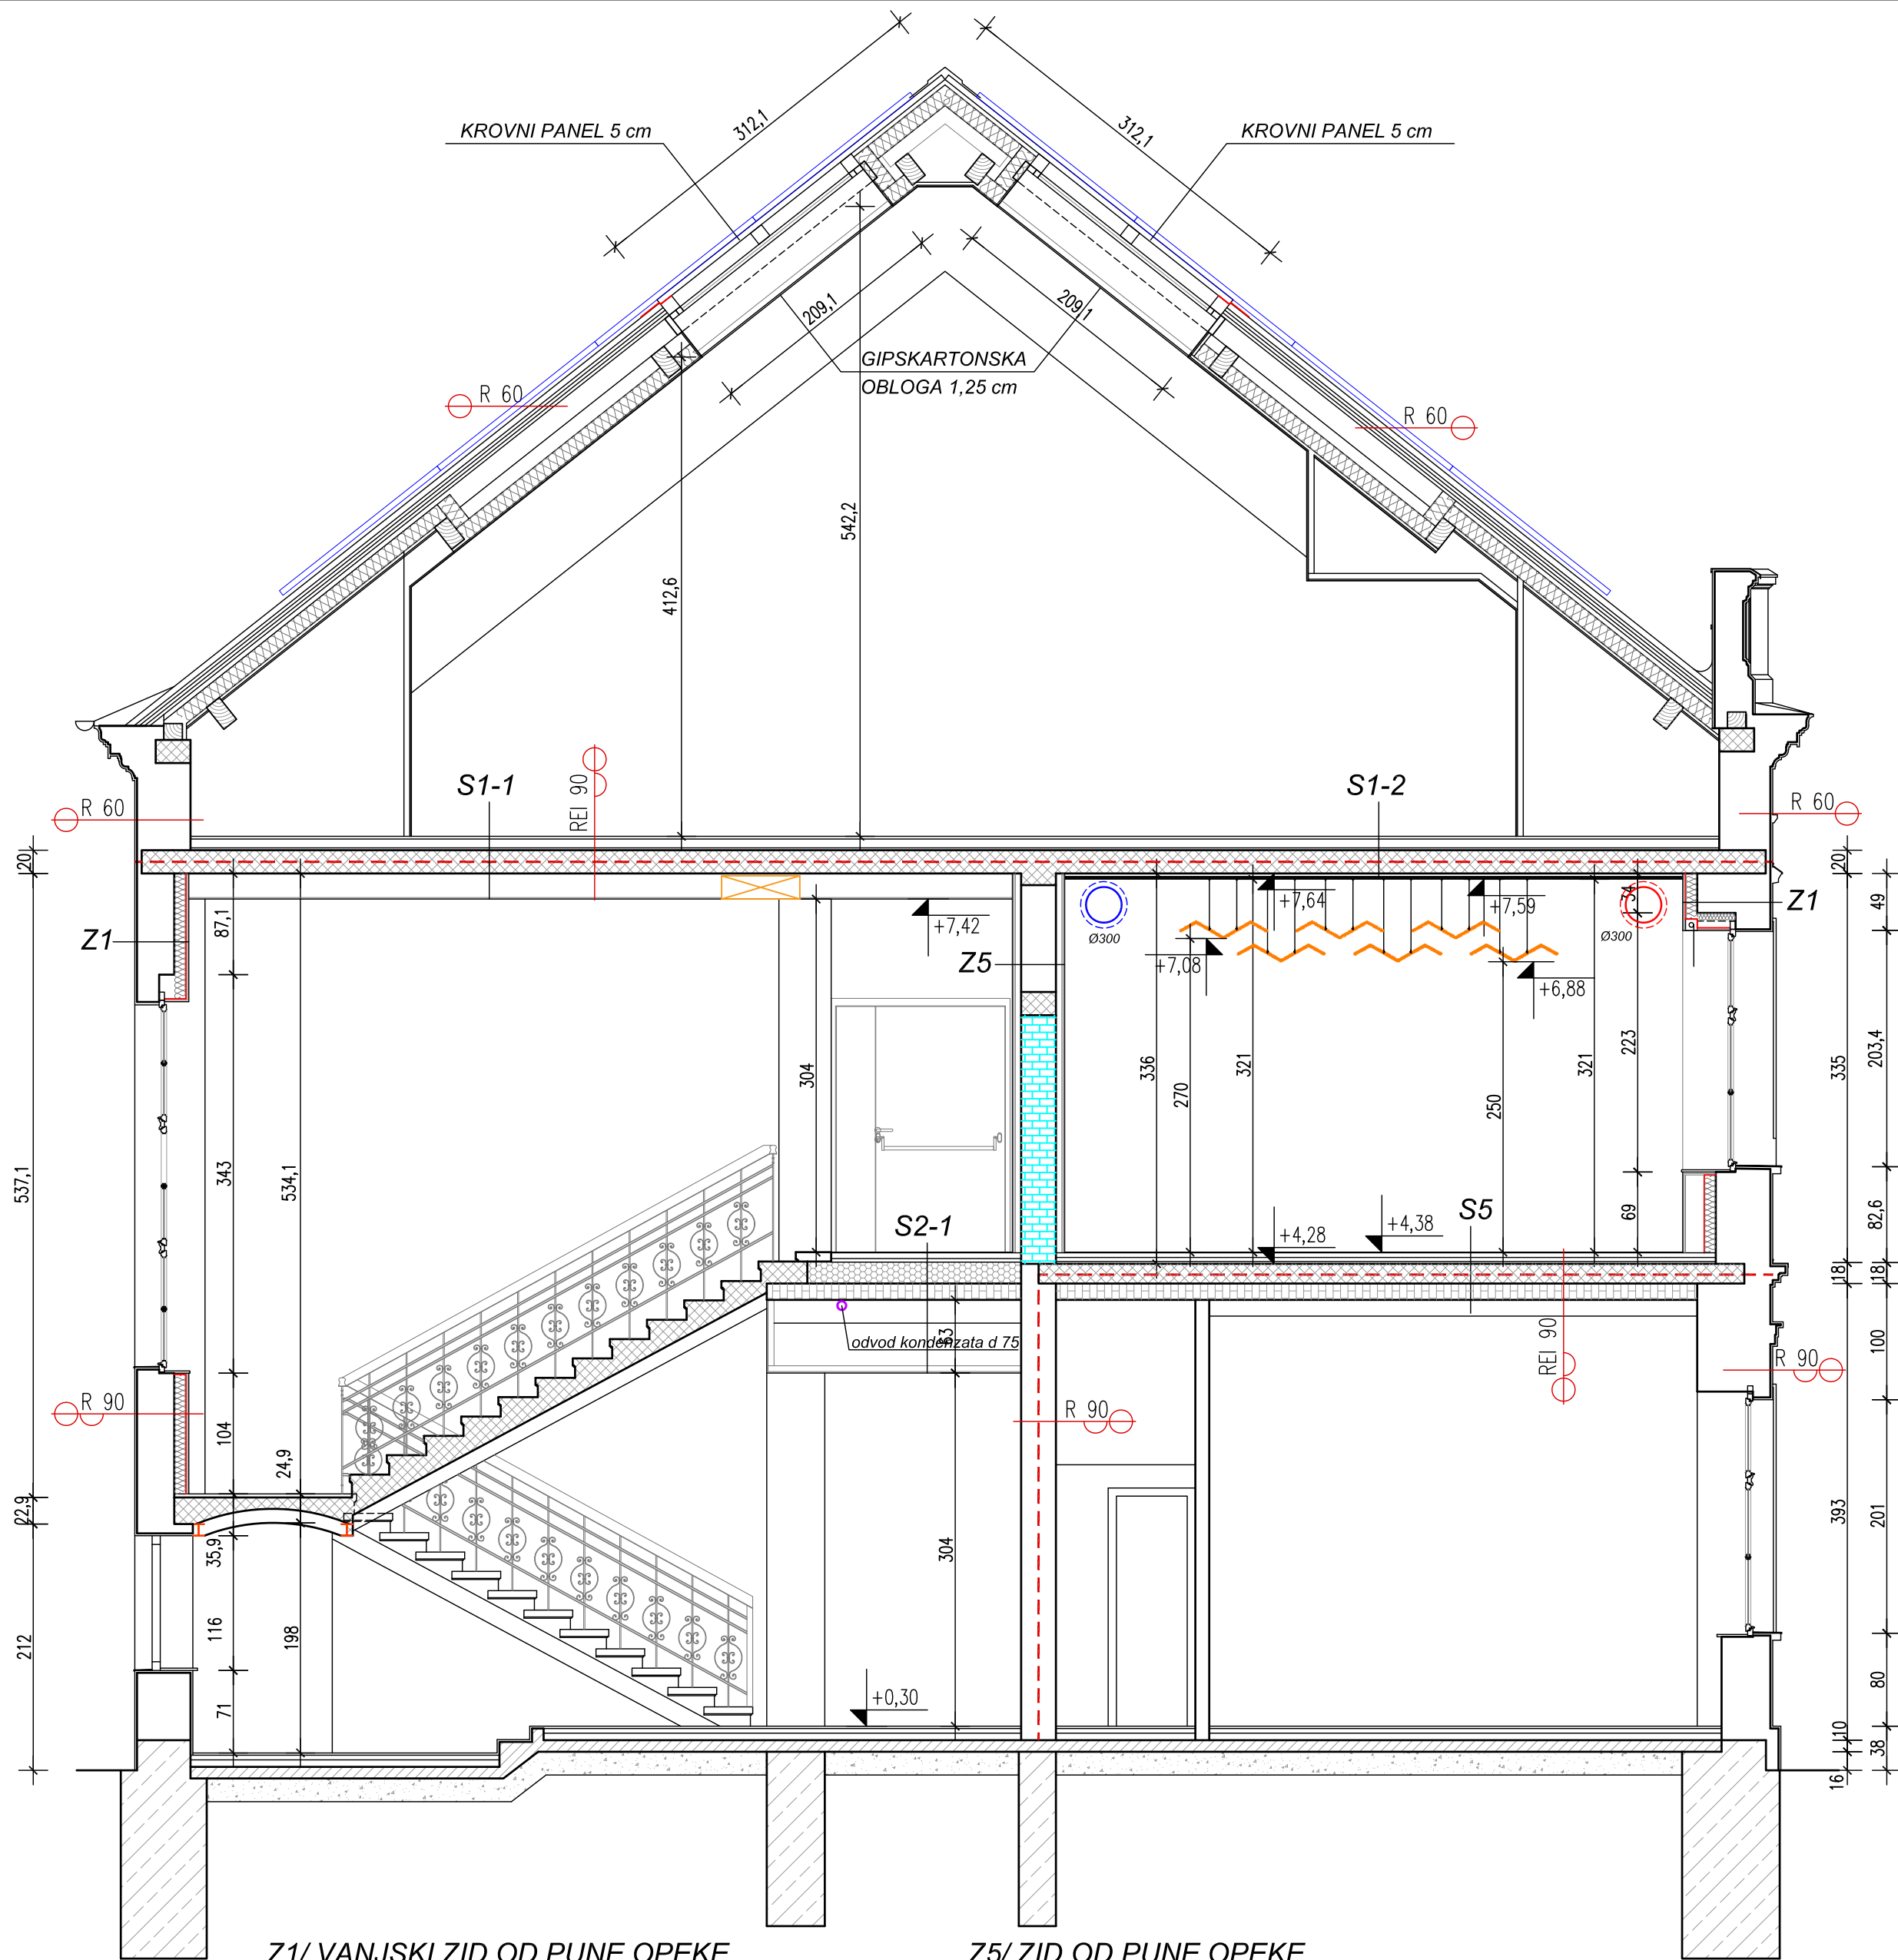 312,1
312,1
KROVNI PANEL 5 cm
KROVNI PANEL 5 cm
209,1
209,1
GIPSKARTONSKA
OBLOGA 1,25 cm
R 60
R 60
542,2
412,6
S1-1
REI 90
S1-2
R 60
R 60
20
20
87,1
Z1
+7,42
Z5
Ø300
+7,64
+7,59
34
Ø300
Z1
49
+7,08
+6,88
537,1
343
534,1
304
336
270
321
250
321
223
335
203,4
S2-1
+4,28
+4,38
S5
69
82,6
18
18
odvod kondenzata d 75
63
REI 90
100
R 90
R 90
104
24,9
R 90
22,9
35,9
304
393
201
212
116
198
71
+0,30
80
10
38
16
Z1/ VANJSKI ZID OD PUNE OPEKE
Z5/ ZID OD PUNE OPEKE